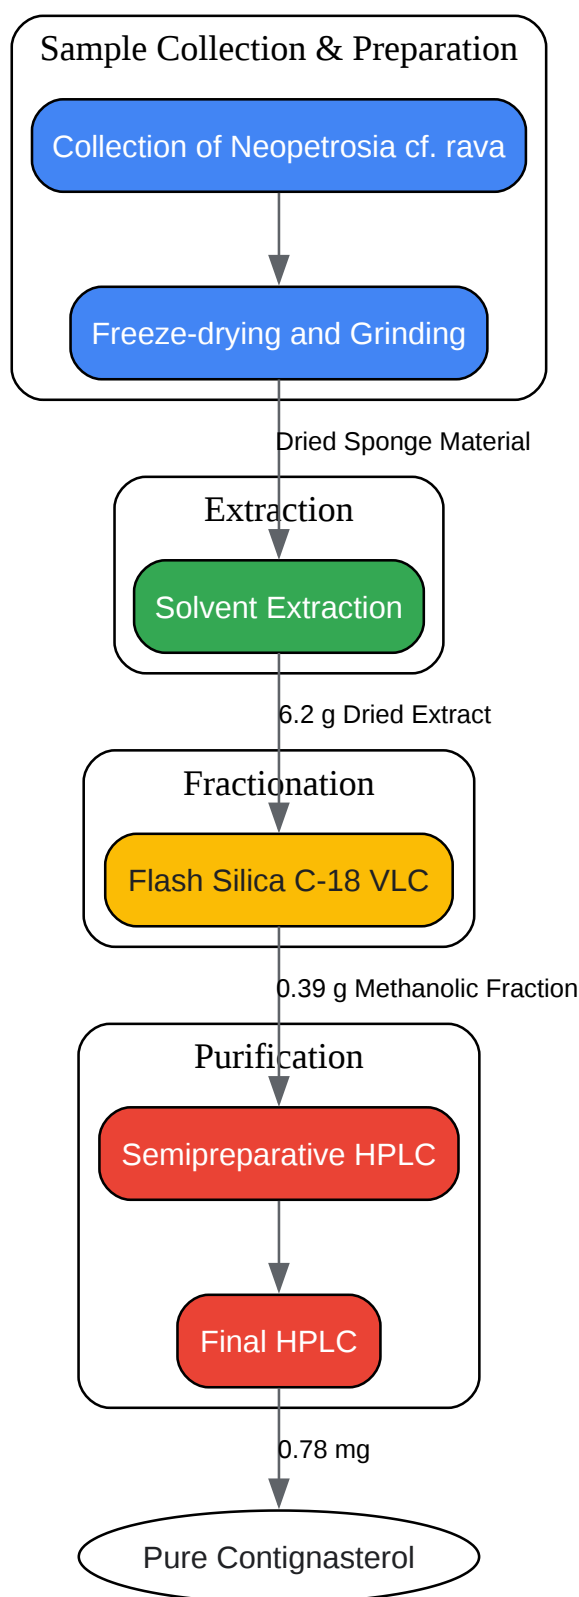 Sample Collection & Preparation
Collection of Neopetrosia cf. rava
Freeze-drying and Grinding
Dried Sponge Material
Extraction
Solvent Extraction
6.2 g Dried Extract
Fractionation
Flash Silica C-18 VLC
0.39 g Methanolic Fraction
Purification
Semipreparative HPLC
Final HPLC
0.78 mg
Pure Contignasterol